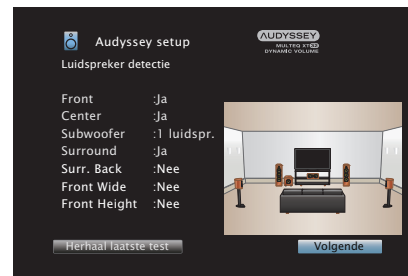 Audyssey setup
AUDYSSEY
MULTEQ XT32
DYNAMIC VOLUME
Luidspreker detectie
Front :Ja
Center :Ja
Subwoofer :1 luidspr.
Surround :Ja
Surr. Back :Nee
Front Wide :Nee
Front Height :Nee
Herhaal laatste test
Volgende